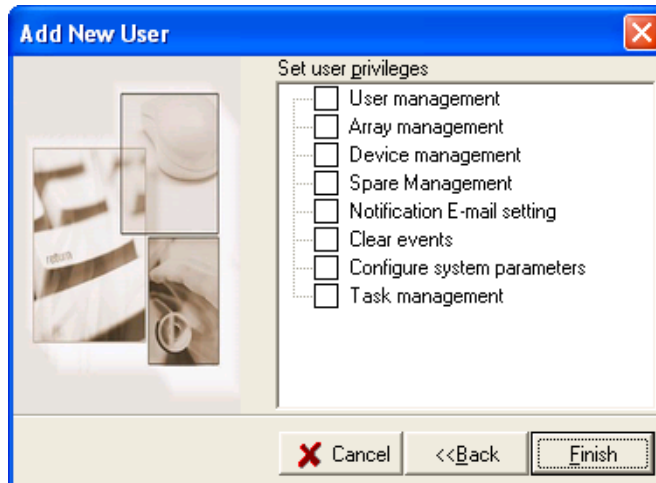 Add New User
Set user privileges
User management
Array management
Device management
Spare Management
Notification E-mail setting
Clear events
Configure system parameters
Task management
return
Cancel
<<Back
Finish